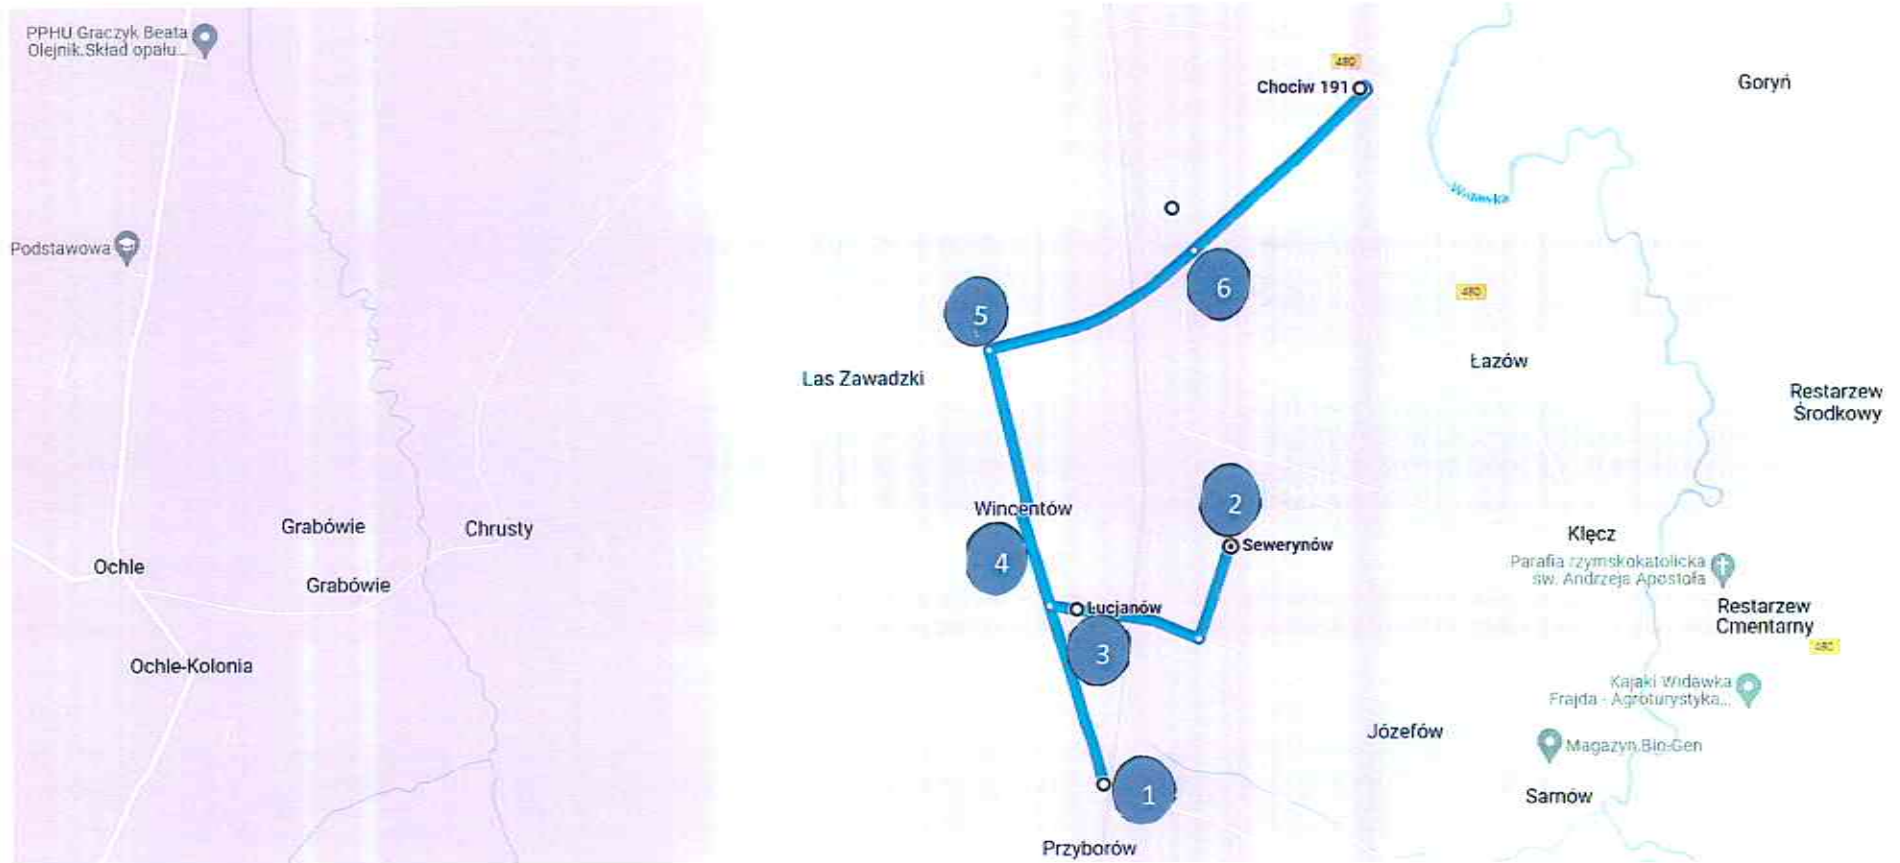 PPHU Graczyk Beata
Olejnik.Skład opału...
480
Chociw 191
Goryń
Widawka
Podstawowa
6
480
5
Łazów
Las Zawadzki
Restarzew
Środkowy
2
Wincentów
Grabówie
Chrusty
Klęcz
Sewerynów
Parafia rzymskokatolicka
św. Andrzeja Apostoła
4
Ochle
Grabówie
Łucjanów
Restarzew
Cmentarny
480
3
Ochle-Kolonia
Kajaki Widawka
Frajda - Agroturystyka...
Józefów
Magazyn Bio-Gen
1
Sarnów
Przyborów